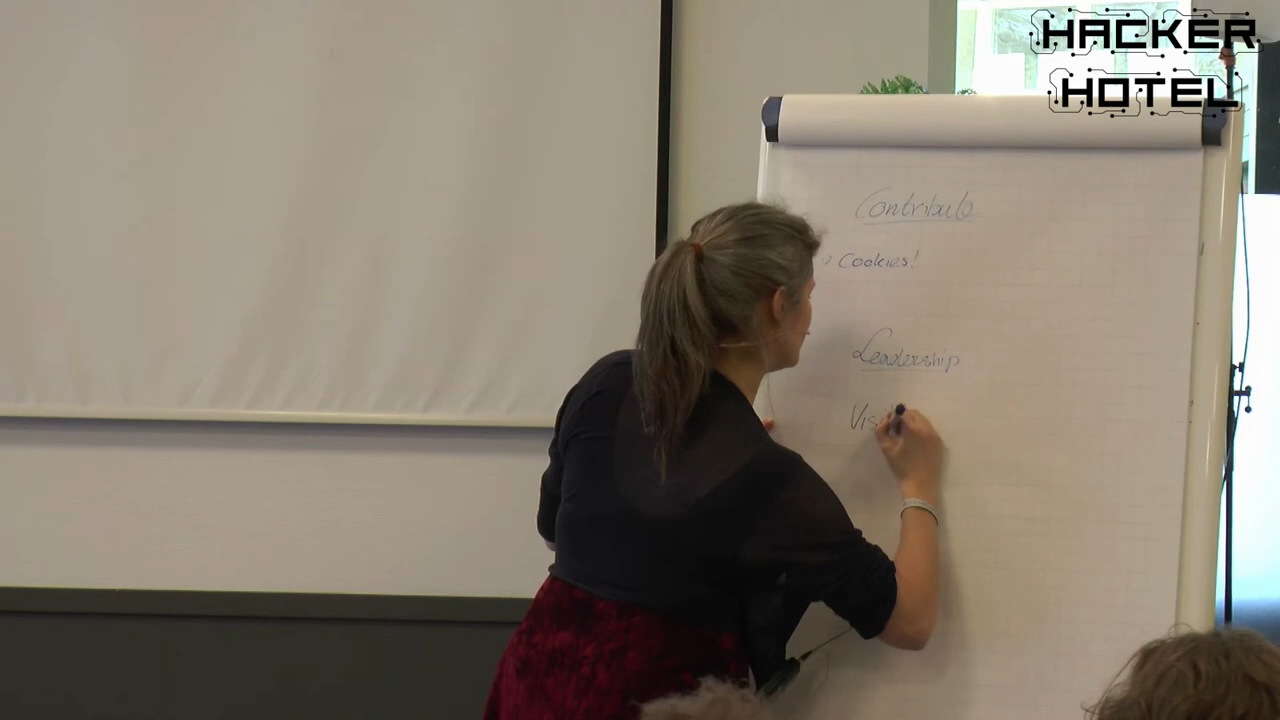 HACKER
HOTEL
Contribute
> Cookies!
Leadership
Vis